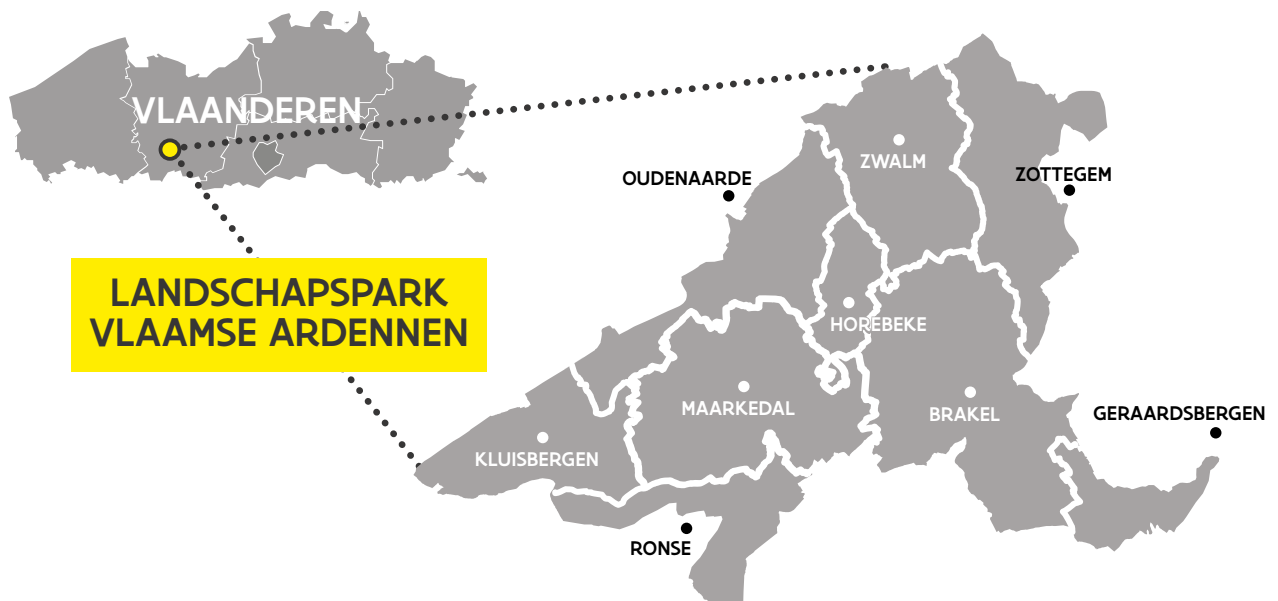 VLAANDEREN
ZWALM
OUDENAARDE
ZOTTEGEM
LANDSCHAPSPARK
VLAAMSE ARDENNEN
HOREBEKE
MAARKEDAL
BRAKEL
GERAARDSBERGEN
KLUISBERGEN
RONSE